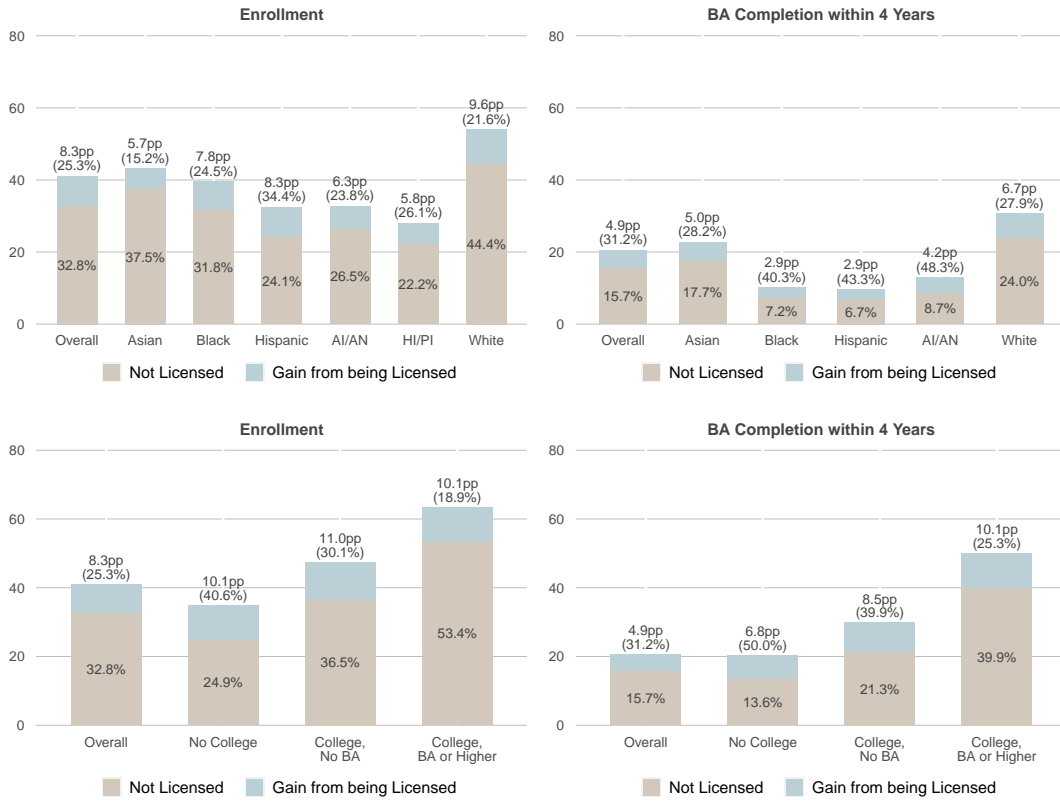 Enrollment
80
60
40
20
0
8.3pp
(25.3%)
32.8%
Overall
5.7pp
(15.2%)
37.5%
Asian
7.8pp
(24.5%)
31.8%
Black
8.3pp
(34.4%)
24.1%
Hispanic
6.3pp
(23.8%)
26.5%
AI/AN
5.8pp
(26.1%)
22.2%
HI/PI
9.6pp
(21.6%)
44.4%
White
Not Licensed
Gain from being Licensed
BA Completion within 4 Years
80
60
40
20
0
4.9pp
(31.2%)
15.7%
Overall
5.0pp
(28.2%)
17.7%
Asian
2.9pp
(40.3%)
7.2%
Black
2.9pp
(43.3%)
6.7%
Hispanic
4.2pp
(48.3%)
8.7%
AI/AN
6.7pp
(27.9%)
24.0%
White
Not Licensed
Gain from being Licensed
Enrollment
80
60
40
20
0
8.3pp
(25.3%)
32.8%
Overall
10.1pp
(40.6%)
24.9%
No College
11.0pp
(30.1%)
36.5%
College,
No BA
10.1pp
(18.9%)
53.4%
College,
BA or Higher
Not Licensed
Gain from being Licensed
BA Completion within 4 Years
80
60
40
20
0
4.9pp
(31.2%)
15.7%
Overall
6.8pp
(50.0%)
13.6%
No College
8.5pp
(39.9%)
21.3%
College,
No BA
10.1pp
(25.3%)
39.9%
College,
BA or Higher
Not Licensed
Gain from being Licensed